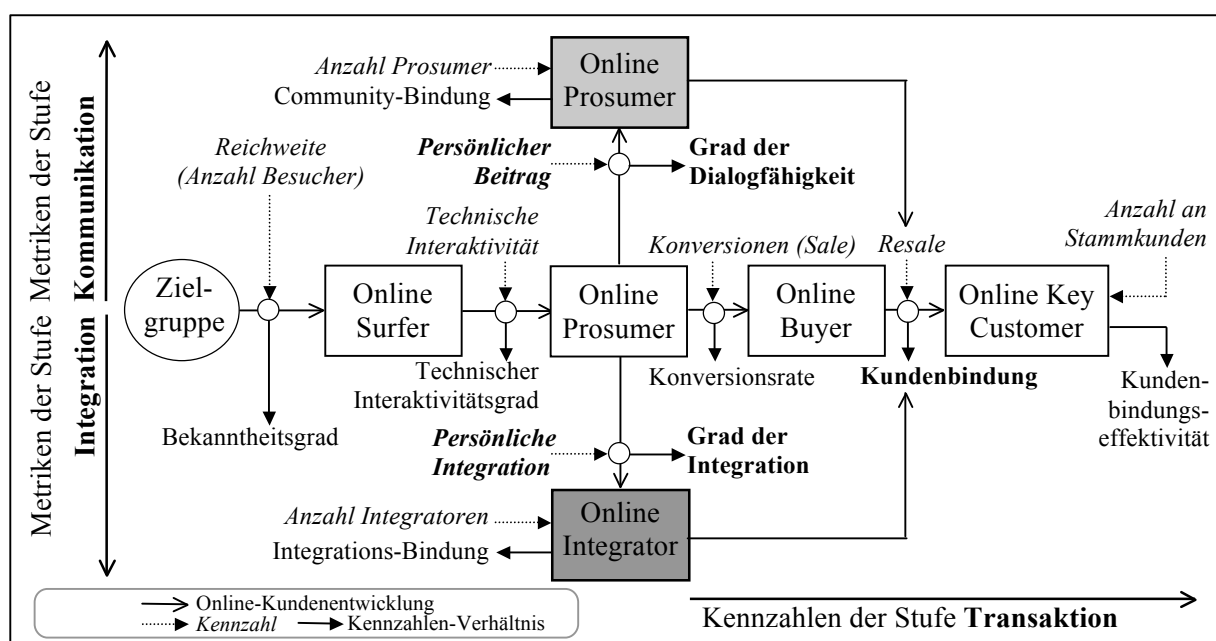 Metriken der Stufe
Kommunikation
Metriken der Stufe
Integration
Anzahl Prosumer
Community-Bindung
Online
Prosumer
Reichweite
(Anzahl Besucher)
Persönlicher
Beitrag
Grad der
Dialogfähigkeit
Technische
Interaktivität
Konversionen (Sale)
Resale
Anzahl an
Stammkunden
Ziel-
gruppe
Online
Surfer
Online
Prosumer
Online
Buyer
Online Key
Customer
Bekanntheitsgrad
Technischer
Interaktivitätsgrad
Konversionsrate
Kundenbindung
Kunden-
bindungs-
effektivität
Persönliche
Integration
Grad der
Integration
Anzahl Integratoren
Integrations-Bindung
Online
Integrator
Online-Kundenentwicklung
Kennzahl
Kennzahlen-Verhältnis
Kennzahlen der Stufe Transaktion